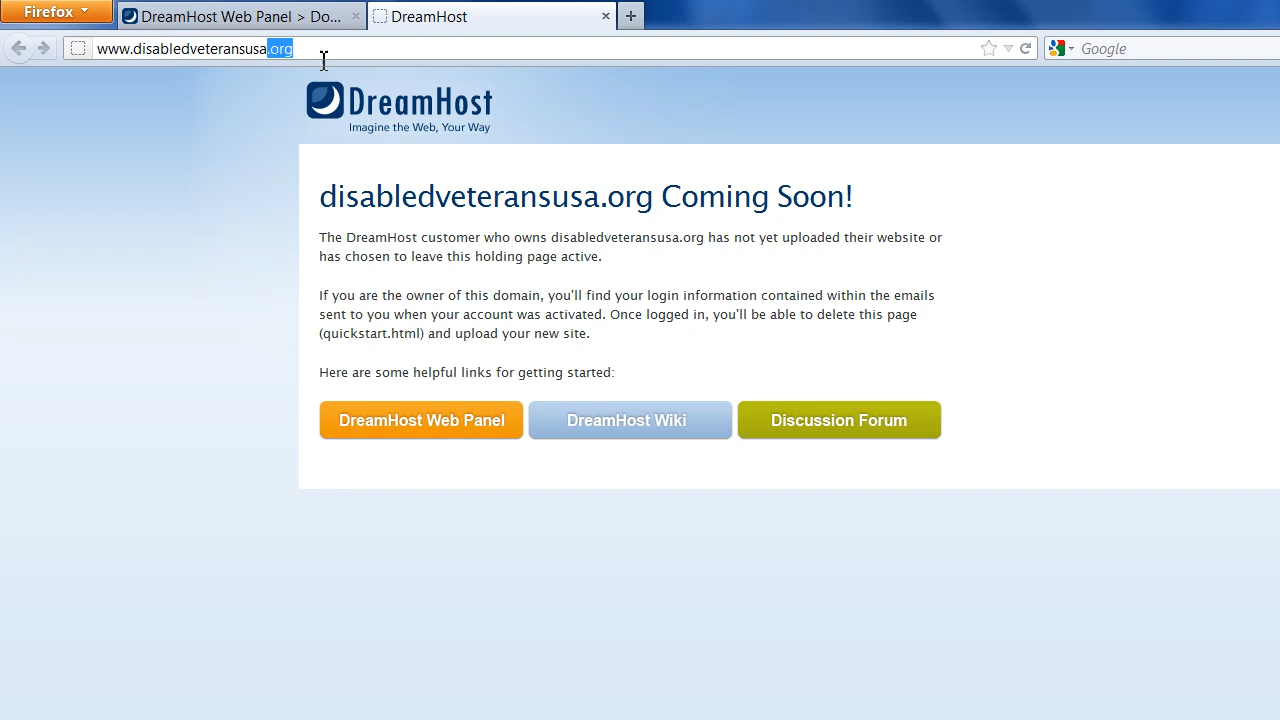 Firefox
DreamHost Web Panel > Do...
DreamHost
www.disabledveteransusa.org
Google
DreamHost
Imagine the Web, Your Way
disabledveteransusa.org Coming Soon!
The DreamHost customer who owns disabledveteransusa.org has not yet uploaded their website or
has chosen to leave this holding page active.
If you are the owner of this domain, you'll find your login information contained within the emails
sent to you when your account was activated. Once logged in, you'll be able to delete this page
(quickstart.html) and upload your new site.
Here are some helpful links for getting started:
DreamHost Web Panel
DreamHost Wiki
Discussion Forum